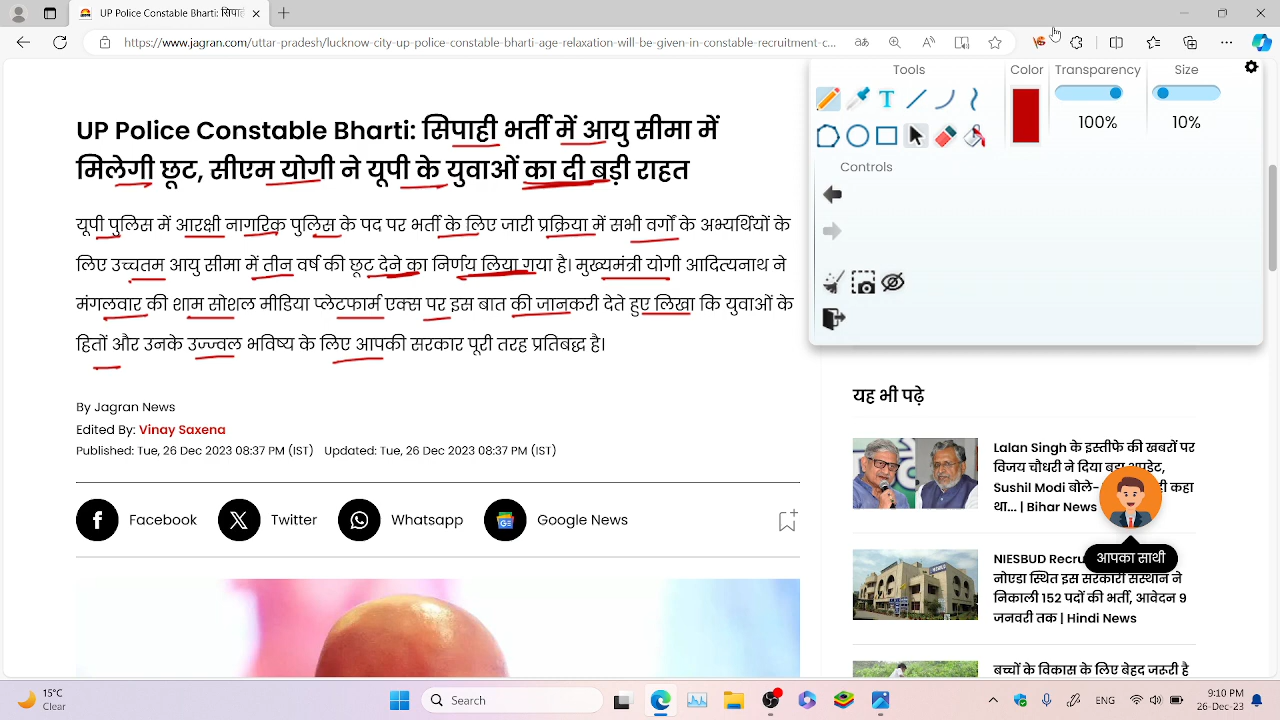 UP Police Constable Bharti: सिपाह
https://www.jagran.com/uttar-pradesh/lucknow-city-up-police-constable-bharti-age-relaxation-will-be-given-in-constable-recruitment-c...
Tools
Color
Transparency
Size
100%
10%
Controls
UP Police Constable Bharti: सिपाही भर्ती में आयु सीमा में
मिलेगी छूट, सीएम योगी ने यूपी के युवाओं का दी बड़ी राहत
यूपी पुलिस में आरक्षी नागरिक पुलिस के पद पर भर्ती के लिए जारी प्रक्रिया में सभी वर्गों के अभ्यर्थियों के
लिए उच्चतम आयु सीमा में तीन वर्ष की छूट देने का निर्णय लिया गया है। मुख्यमंत्री योगी आदित्यनाथ ने
मंगलवार की शाम सोशल मीडिया प्लेटफार्म एक्स पर इस बात की जानकरी देते हुए लिखा कि युवाओं के
हितों और उनके उज्ज्वल भविष्य के लिए आपकी सरकार पूरी तरह प्रतिबद्ध है।
By Jagran News
Edited By: Vinay Saxena
Published: Tue, 26 Dec 2023 08:37 PM (IST) Updated: Tue, 26 Dec 2023 08:37 PM (IST)
Facebook
Twitter
Whatsapp
Google News
यह भी पढ़े
Lalan Singh के इस्तीफे की खबरों पर
विजय चौधरी ने दिया बड़ा अपडेट,
Sushil Modi बोले- कहा
था... | Bihar News
आपका साथी
NIESBUD Recru
नोएडा स्थित इस सरकारी संस्थान ने
निकाली 152 पदों की भर्ती, आवेदन 9
जनवरी तक | Hindi News
बच्चों के विकास के लिए बेहद जरूरी है
15°C
Clear
Search
ENG
9:10 PM
26-Dec-23